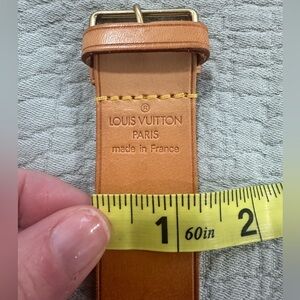 ®
LOUIS VUITTON
PARIS
made in France
1 60in 2